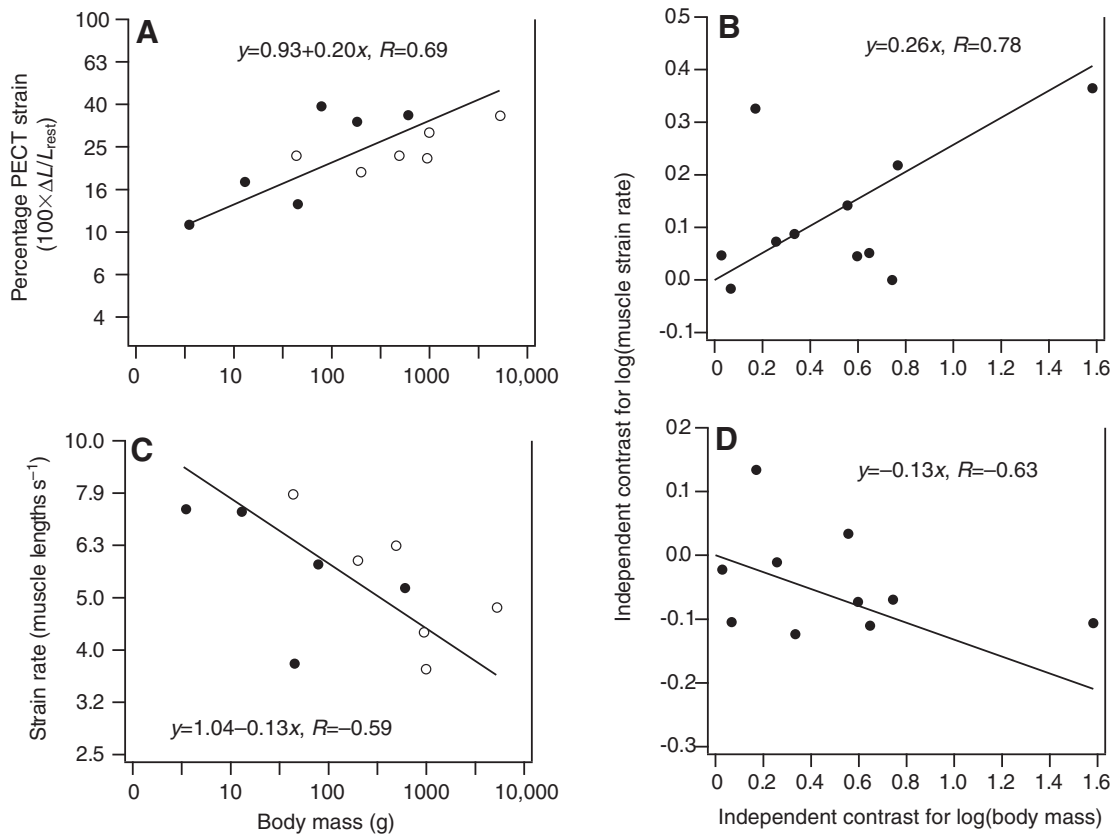 A
y=0.93+0.20x, R=0.69
Percentage PECT strain
(100×ΔL/Lrest)
100
63
40
25
16
10
6
4
0 10 100 1000 10,000
B
y=0.26x, R=0.78
0.5
0.4
0.3
0.2
0.1
0.0
-0.1
0 0.2 0.4 0.6 0.8 1.0 1.2 1.4 1.6
Independent contrast for log(muscle strain rate)
C
Strain rate (muscle lengths s−1)
10.0
7.9
6.3
5.0
4.0
3.2
2.5
y=1.04−0.13x, R=−0.59
0 10 100 1000 10,000
Body mass (g)
D
y=−0.13x, R=−0.63
0.2
0.1
0.0
-0.1
-0.2
-0.3
0 0.2 0.4 0.6 0.8 1.0 1.2 1.4 1.6
Independent contrast for log(body mass)